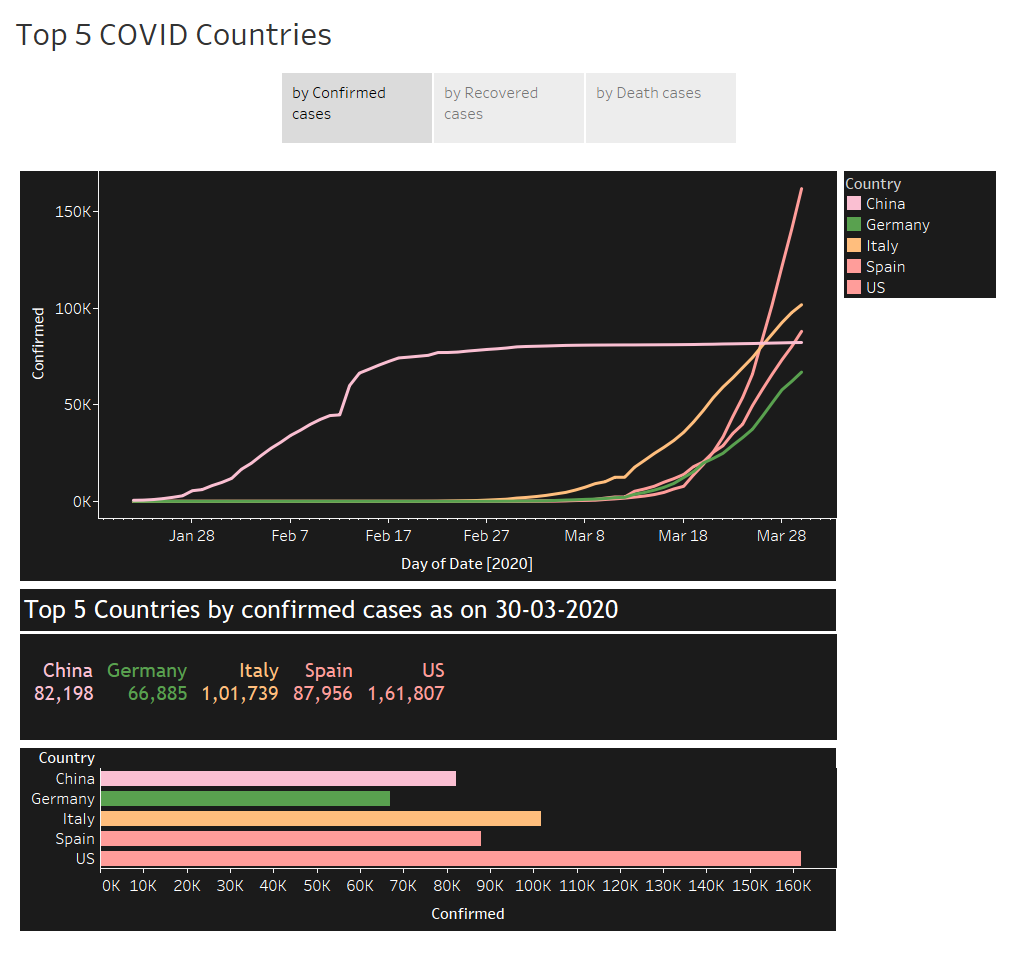 Top 5 COVID Countries
by Confirmed
cases
by Recovered
cases
by Death cases
Confirmed
150K
100K
50K
0K
Jan 28 Feb 7 Feb 17 Feb 27 Mar 8 Mar 18 Mar 28
Day of Date [2020]
Country
China
Germany
Italy
Spain
US
Top 5 Countries by confirmed cases as on 30-03-2020
China Germany Italy Spain US
82,198 66,885 1,01,739 87,956 1,61,807
Country
China
Germany
Italy
Spain
US
0K 10K 20K 30K 40K 50K 60K 70K 80K 90K 100K 110K 120K 130K 140K 150K 160K
Confirmed